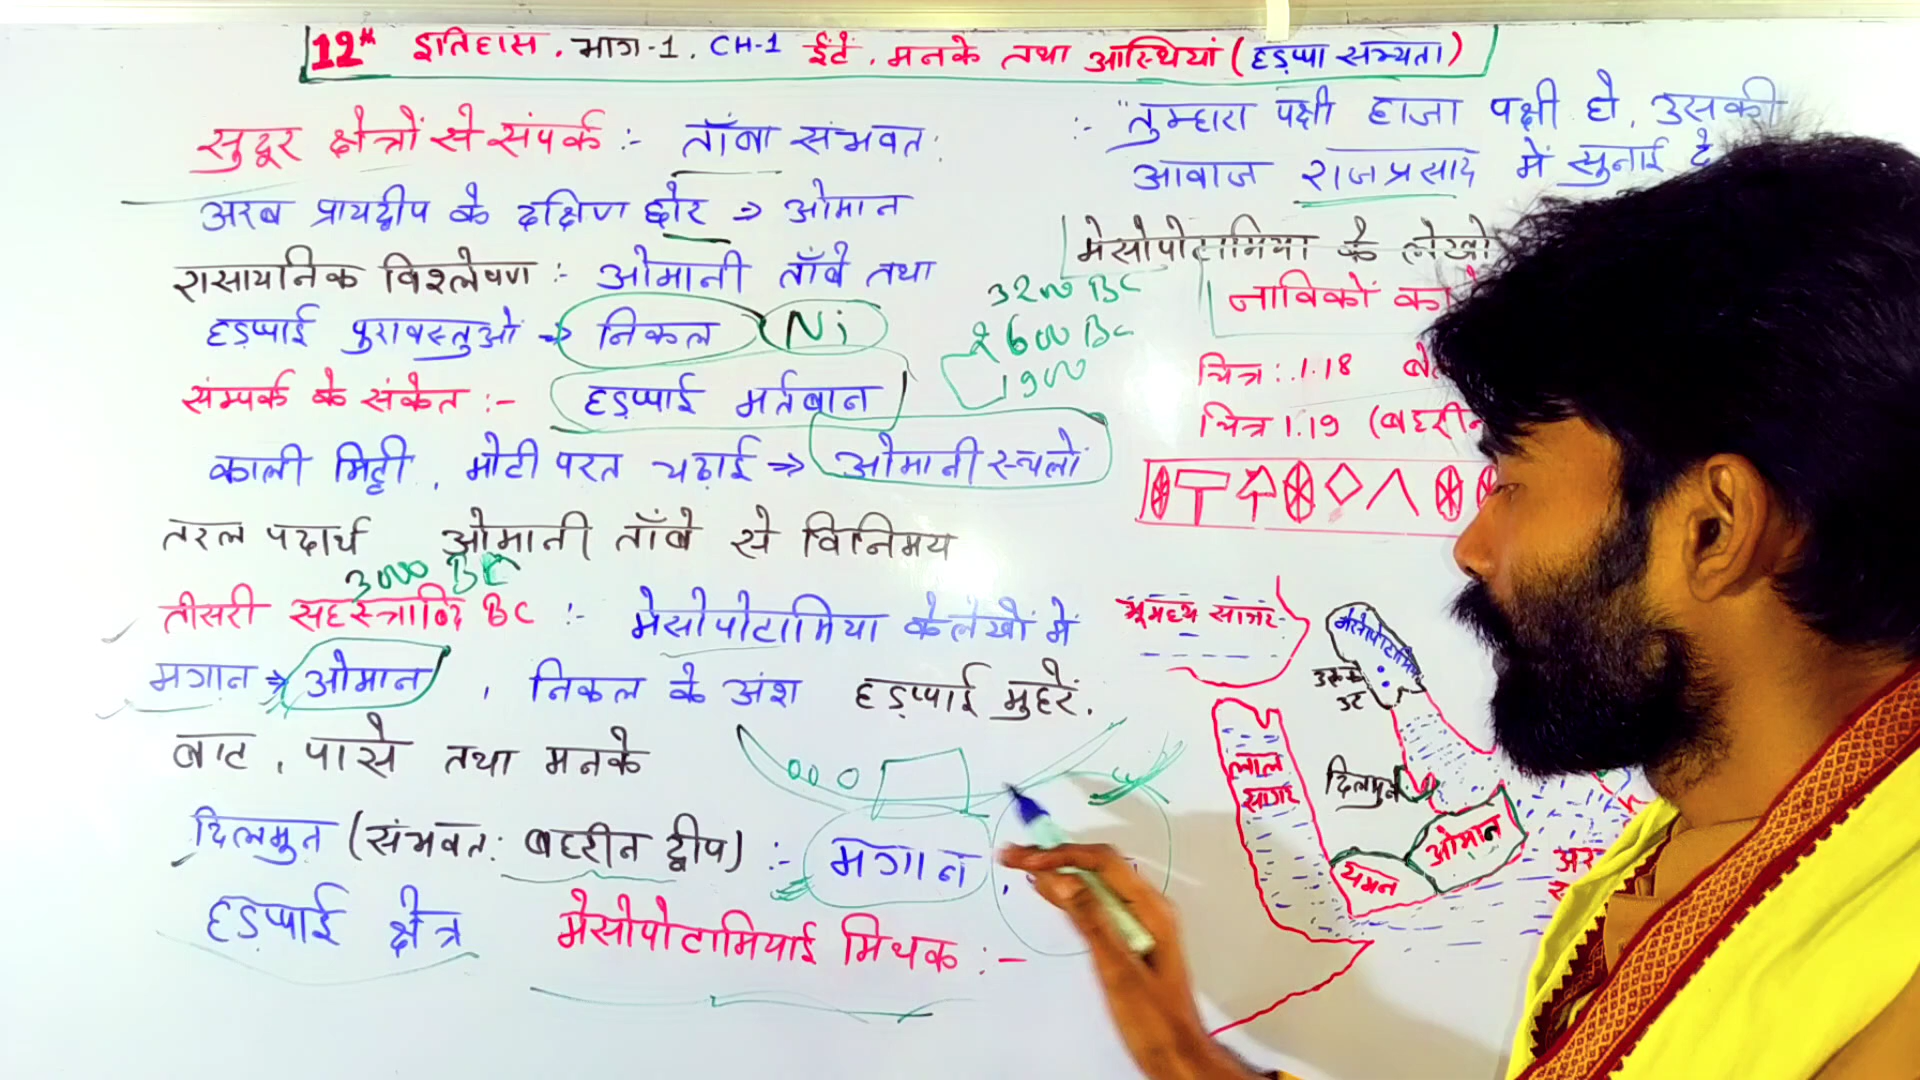 12th इतिहास. भाग-1. CH-1 ईंटें. मनके तथा अस्थियां (हड़प्पा सभ्यता)
सुदूर क्षेत्रों से संपर्क :- ताँबा संभवत:
अरब प्रायद्वीप के दक्षिण छोर ⇒ ओमान
रासायनिक विश्लेषण :- ओमानी ताँबे तथा
हड़प्पाई पुरावस्तुओं → निकल Ni
संम्पर्क के संकेत :- हड़प्पाई मर्तबान
काली मिट्टी, मोटी परत चढ़ाई ⇒ ओमानी स्थलों
तरल पदार्थ ओमानी ताँबे से विनिमय
3000 BC
तीसरी सहस्त्राब्दि BC :- मेसोपोटामिया के लेखों में
मगान → ओमान, निकल के अंश हड़प्पाई मुहरें.
बाट, पासे तथा मनके
दिलमुन (संभवत: बहरीन द्वीप) :- मगान,
हड़प्पाई क्षेत्र मेसोपोटामियाई मिथक :-
3200 BC
2600 BC
1900
:- "तुम्हारा पक्षी हाजा पक्षी हो, उसकी
आवाज राजप्रसाद में सुनाई दे
मेसोपोटामिया के लेखों
नाविकों का
चित्र :. 1.18
चित्र 1.19 (बहरीन
भूमध्य सागर
मेसोपोटामिया
उर
लाल
सागर
दिलमुन
ओमान
यमन